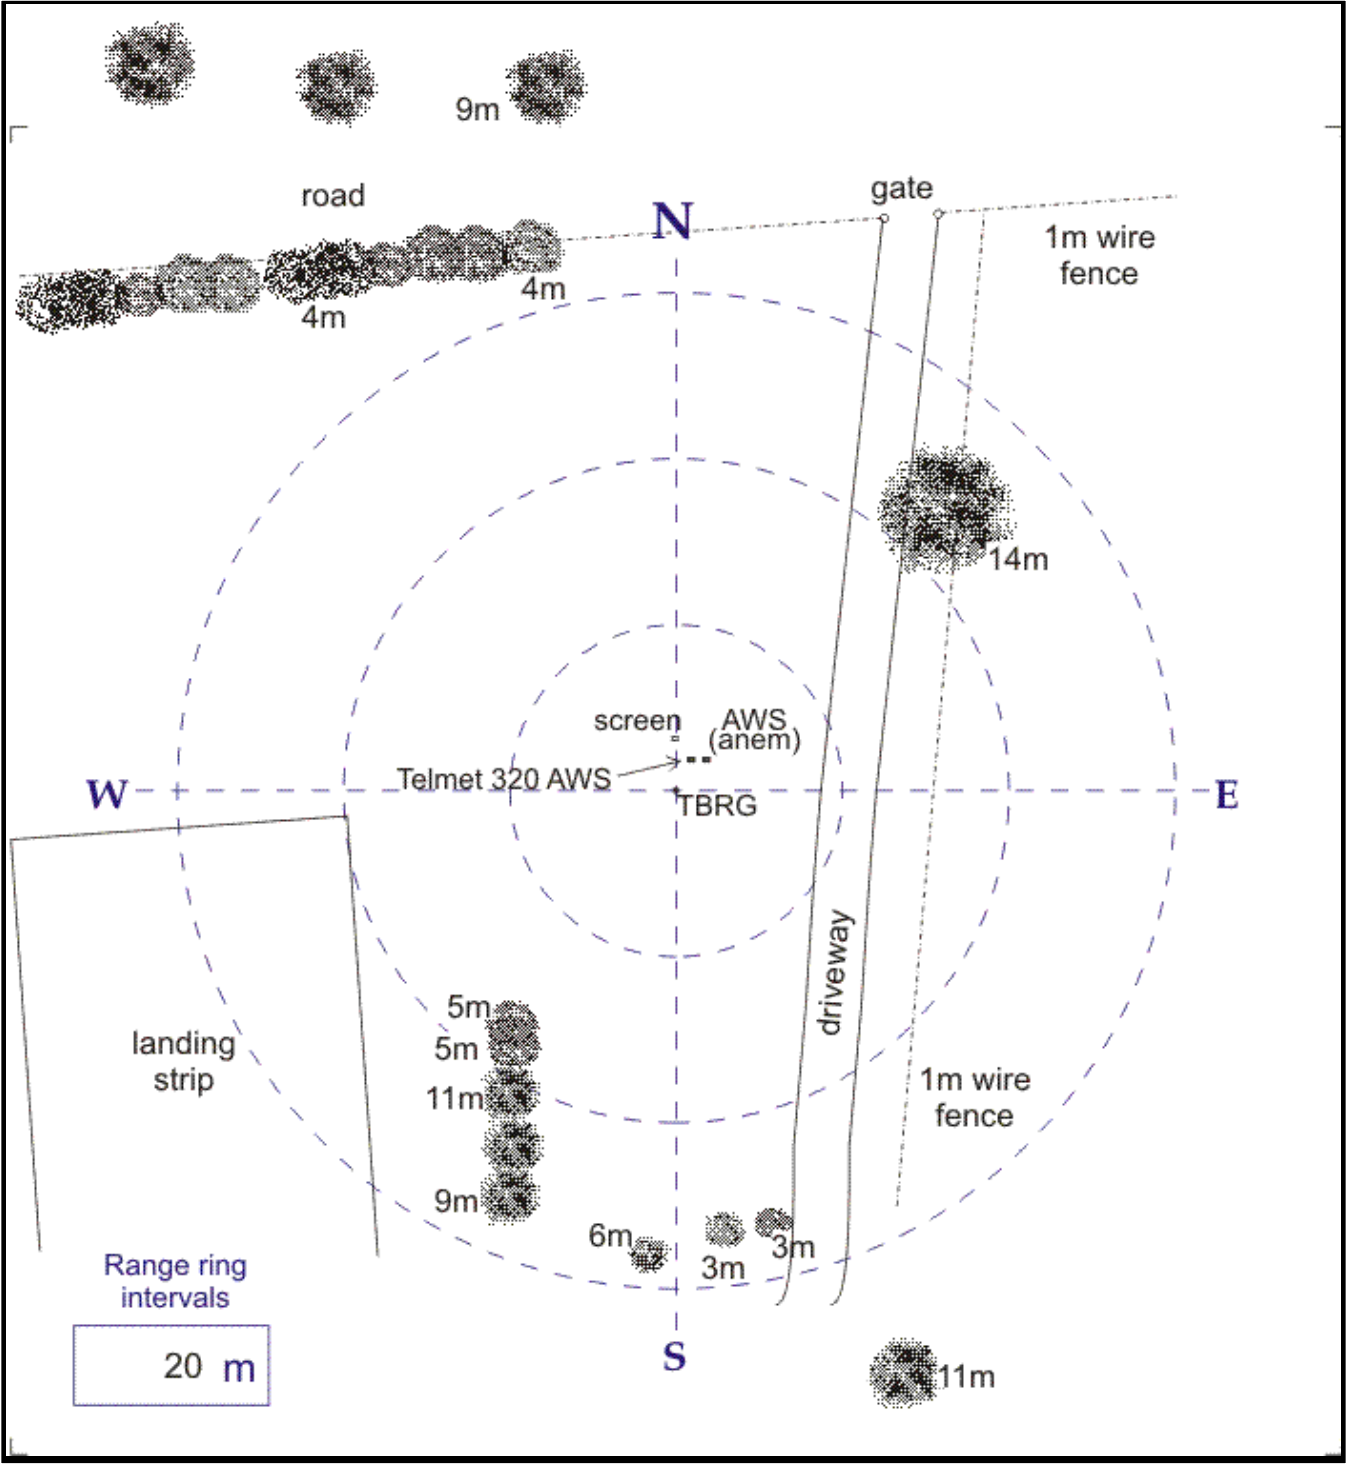 9m
road
gate
N
1m wire
fence
4m
4m
14m
screen
AWS
(anem)
Telmet 320 AWS
W
E
TBRG
driveway
5m
5m
landing
strip
11m
1m wire
fence
9m
6m
3m
3m
Range ring
intervals
20 m
S
11m